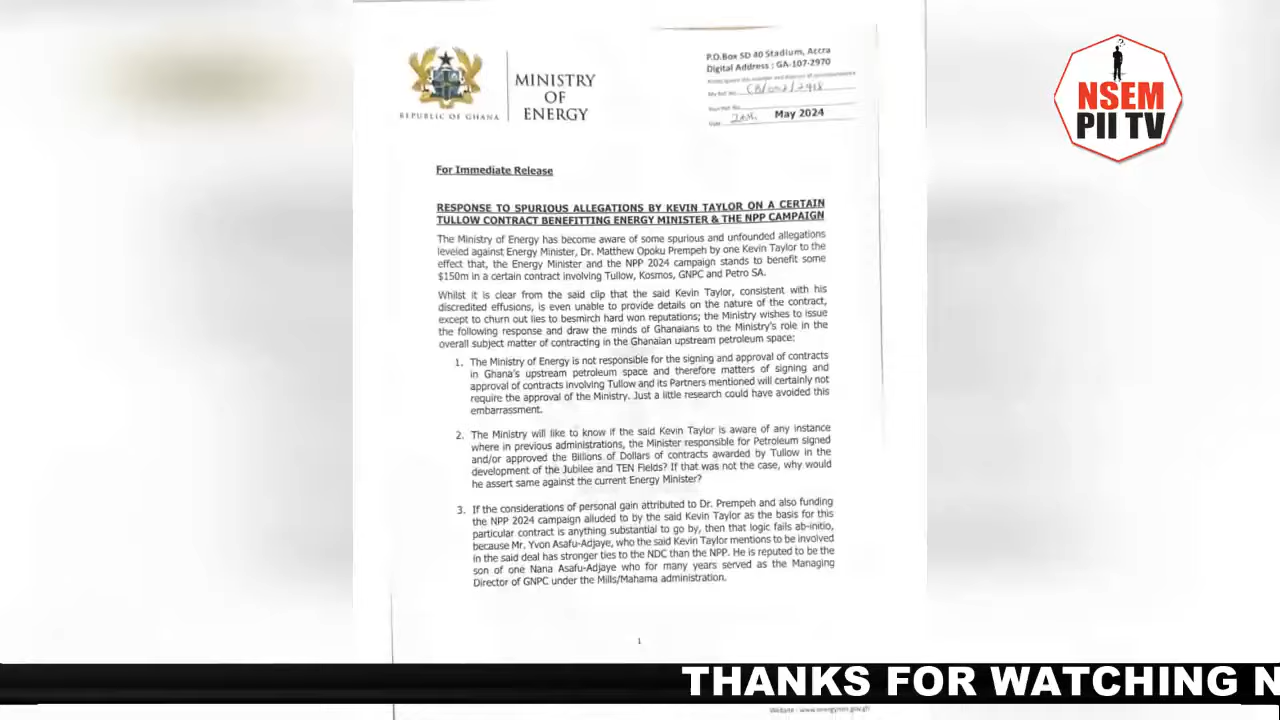 P.O.Box SD 40 Stadium, Accra
Digital Address : GA-107-2970
My Ref. No.
Your Ref. No.
Date
May 2024
REPUBLIC OF GHANA
MINISTRY
OF
ENERGY
NSEM
PII TV
For Immediate Release
RESPONSE TO SPURIOUS ALLEGATIONS BY KEVIN TAYLOR ON A CERTAIN
TULLOW CONTRACT BENEFITTING ENERGY MINISTER & THE NPP CAMPAIGN
The Ministry of Energy has become aware of some spurious and unfounded allegations
leveled against Energy Minister, Dr. Matthew Opoku Prempeh by one Kevin Taylor to the
effect that, the Energy Minister and the NPP 2024 campaign stands to benefit some
$150m in a certain contract involving Tullow, Kosmos, GNPC and Petro SA.
Whilst it is clear from the said clip that the said Kevin Taylor, consistent with his
discredited effusions, is even unable to provide details on the nature of the contract,
except to churn out lies to besmirch hard won reputations; the Ministry wishes to issue
the following response and draw the minds of Ghanaians to the Ministry's role in the
overall subject matter of contracting in the Ghanaian upstream petroleum space;
1. The Ministry of Energy is not responsible for the signing and approval of contracts
in Ghana's upstream petroleum space and therefore matters of signing and
approval of contracts involving Tullow and its Partners mentioned will certainly not
require the approval of the Ministry. Just a little research could have avoided this
embarrassment.
2. The Ministry will like to know if the said Kevin Taylor is aware of any instance
where in previous administrations, the Minister responsible for Petroleum signed
and/or approved the Billions of Dollars of contracts awarded by Tullow in the
development of the Jubilee and TEN Fields? If that was not the case, why would
he assert same against the current Energy Minister?
3. If the considerations of personal gain attributed to Dr. Prempeh and also funding
the NPP 2024 campaign alluded to by the said Kevin Taylor as the basis for this
particular contract is anything substantial to go by, then that logic fails ab-initio,
because Mr. Yvon Asafu-Adjaye, who the said Kevin Taylor mentions to be involved
in the said deal has stronger ties to the NDC than the NPP. He is reputed to be the
son of one Nana Asafu-Adjaye who for many years served as the Managing
Director of GNPC under the Mills/Mahama administration.
1
THANKS FOR WATCHING N